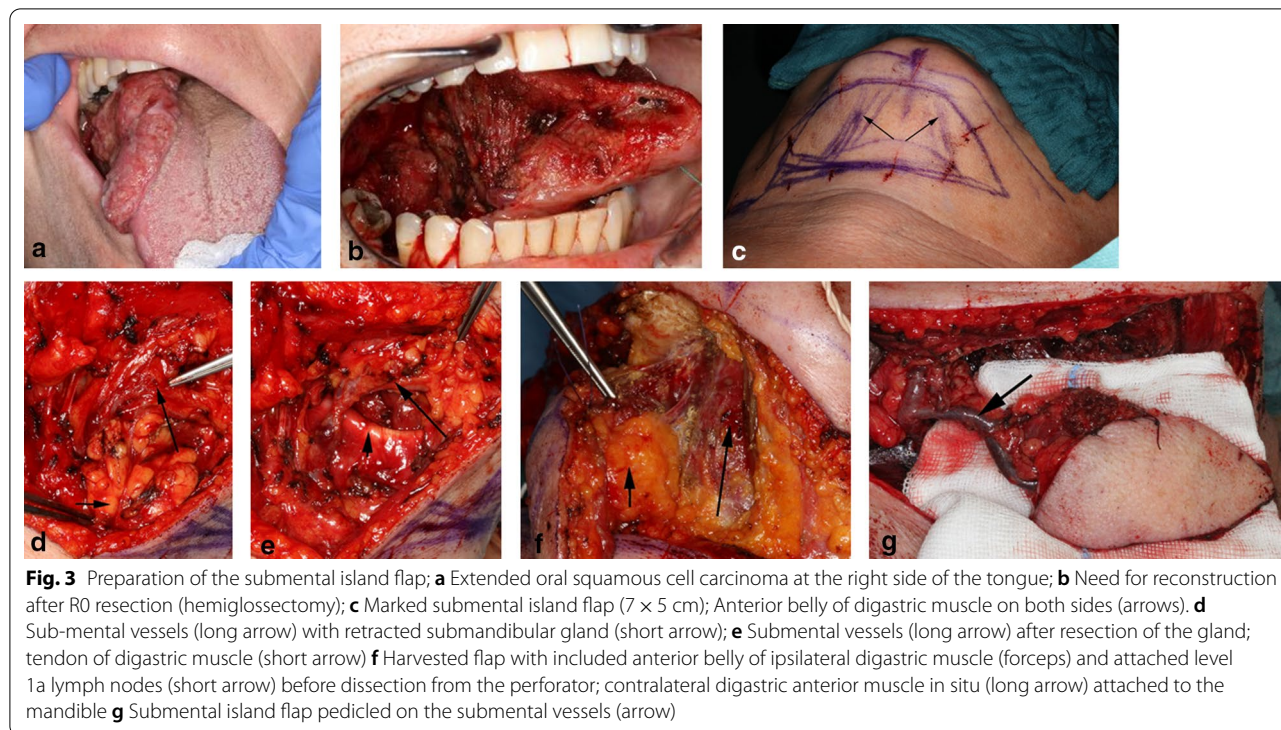 a
b
c
d
e
f
g
Fig. 3 Preparation of the submental island flap; a Extended oral squamous cell carcinoma at the right side of the tongue; b Need for reconstruction
after R0 resection (hemiglossectomy); c Marked submental island flap (7 × 5 cm); Anterior belly of digastric muscle on both sides (arrows). d
Sub-mental vessels (long arrow) with retracted submandibular gland (short arrow); e Submental vessels (long arrow) after resection of the gland;
tendon of digastric muscle (short arrow) f Harvested flap with included anterior belly of ipsilateral digastric muscle (forceps) and attached level
1a lymph nodes (short arrow) before dissection from the perforator; contralateral digastric anterior muscle in situ (long arrow) attached to the
mandible g Submental island flap pedicled on the submental vessels (arrow)